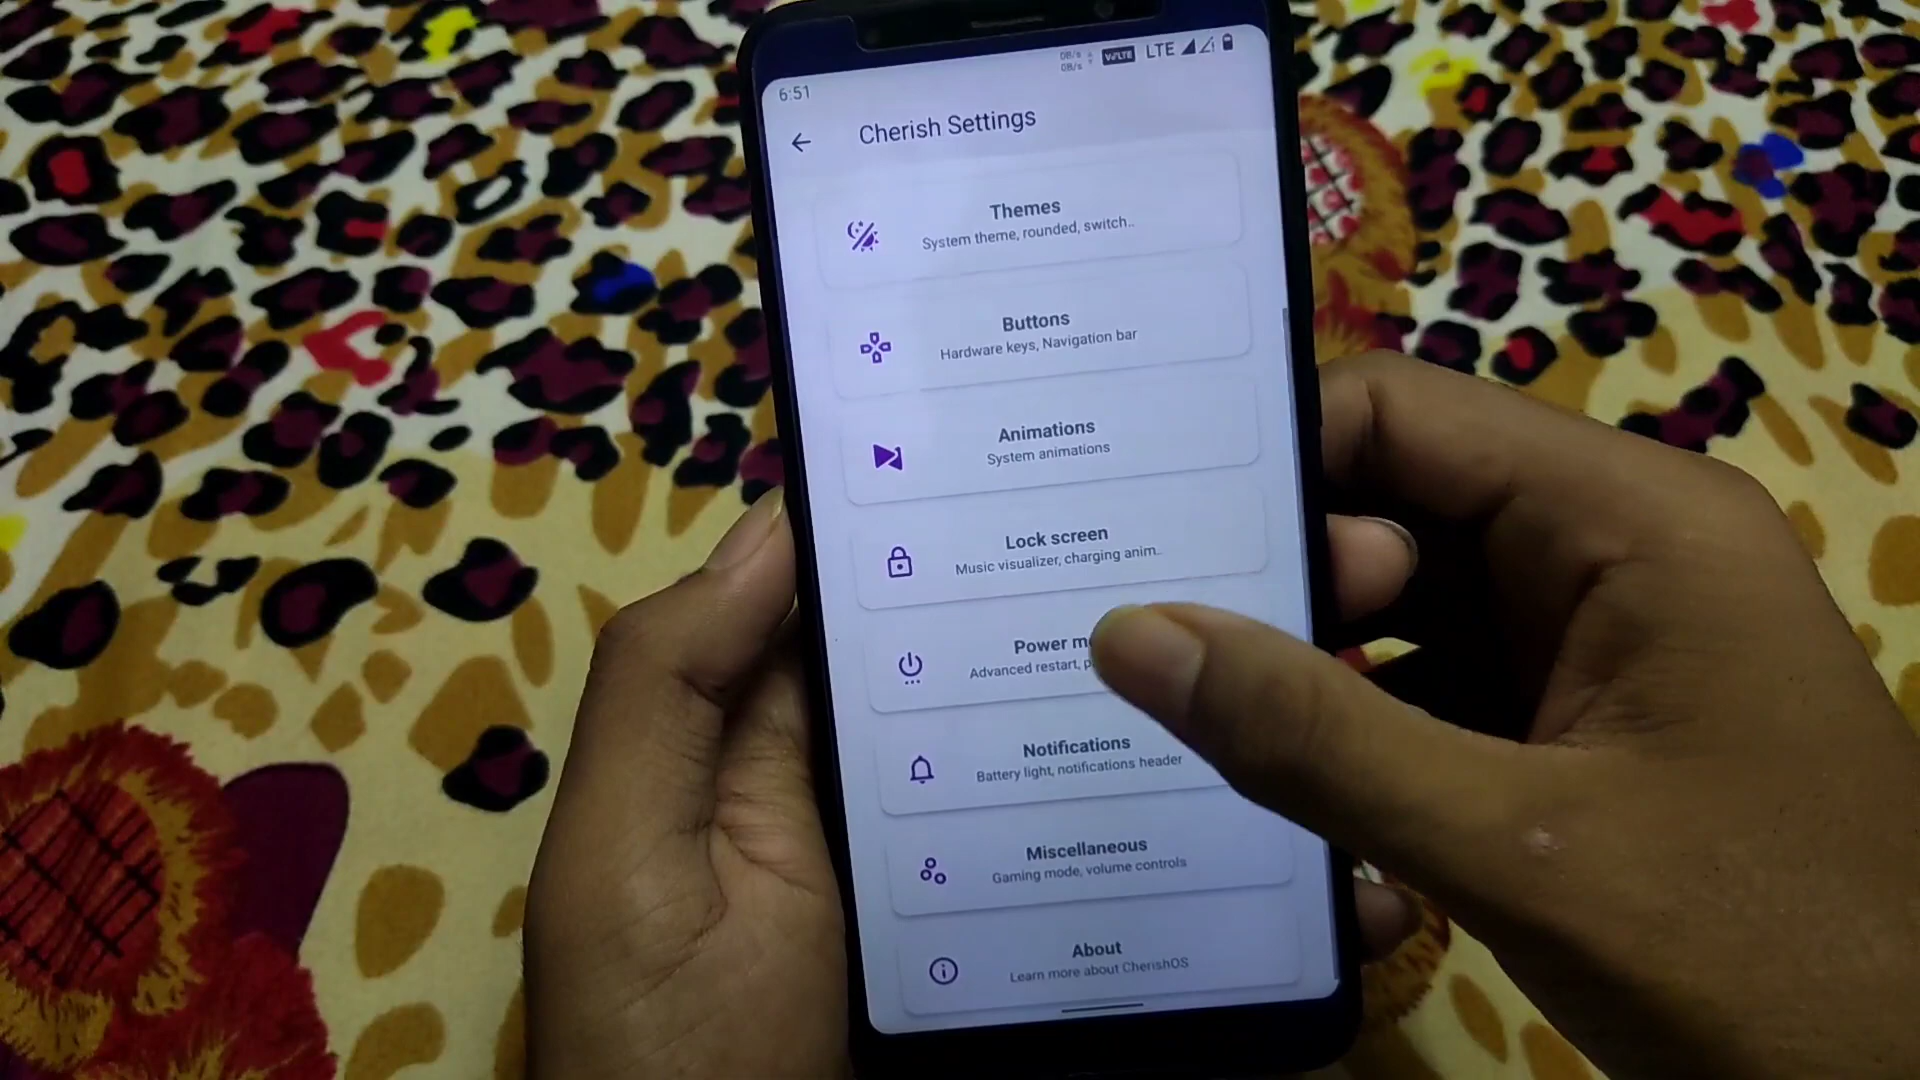 0B/s
0B/s
VoLTE LTE
6:51
Cherish Settings
Themes
System theme, rounded, switch..
Buttons
Hardware keys, Navigation bar
Animations
System animations
Lock screen
Music visualizer, charging anim..
Power
Advanced restart,
Notifications
Battery light, notifications header
Miscellaneous
Gaming mode, volume controls
About
Learn more about CherishOS